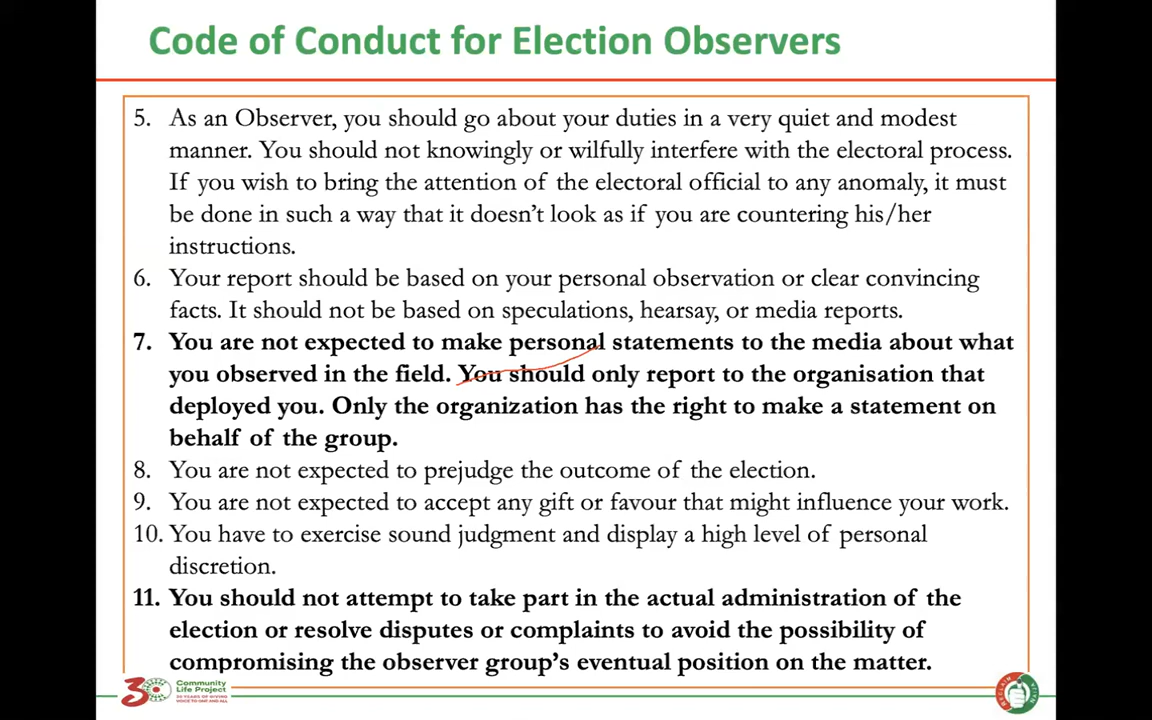 Code of Conduct for Election Observers
5. As an Observer, you should go about your duties in a very quiet and modest
manner. You should not knowingly or wilfully interfere with the electoral process.
If you wish to bring the attention of the electoral official to any anomaly, it must
be done in such a way that it doesn't look as if you are countering his/her
instructions.
6. Your report should be based on your personal observation or clear convincing
facts. It should not be based on speculations, hearsay, or media reports.
7. You are not expected to make personal statements to the media about what
you observed in the field. You should only report to the organisation that
deployed you. Only the organization has the right to make a statement on
behalf of the group.
8. You are not expected to prejudge the outcome of the election.
9. You are not expected to accept any gift or favour that might influence your work.
10. You have to exercise sound judgment and display a high level of personal
discretion.
11. You should not attempt to take part in the actual administration of the
election or resolve disputes or complaints to avoid the possibility of
compromising the observer group's eventual position on the matter.
30 Community
Life Project
30 YEARS OF GIVING
VOICE TO ONE AND ALL